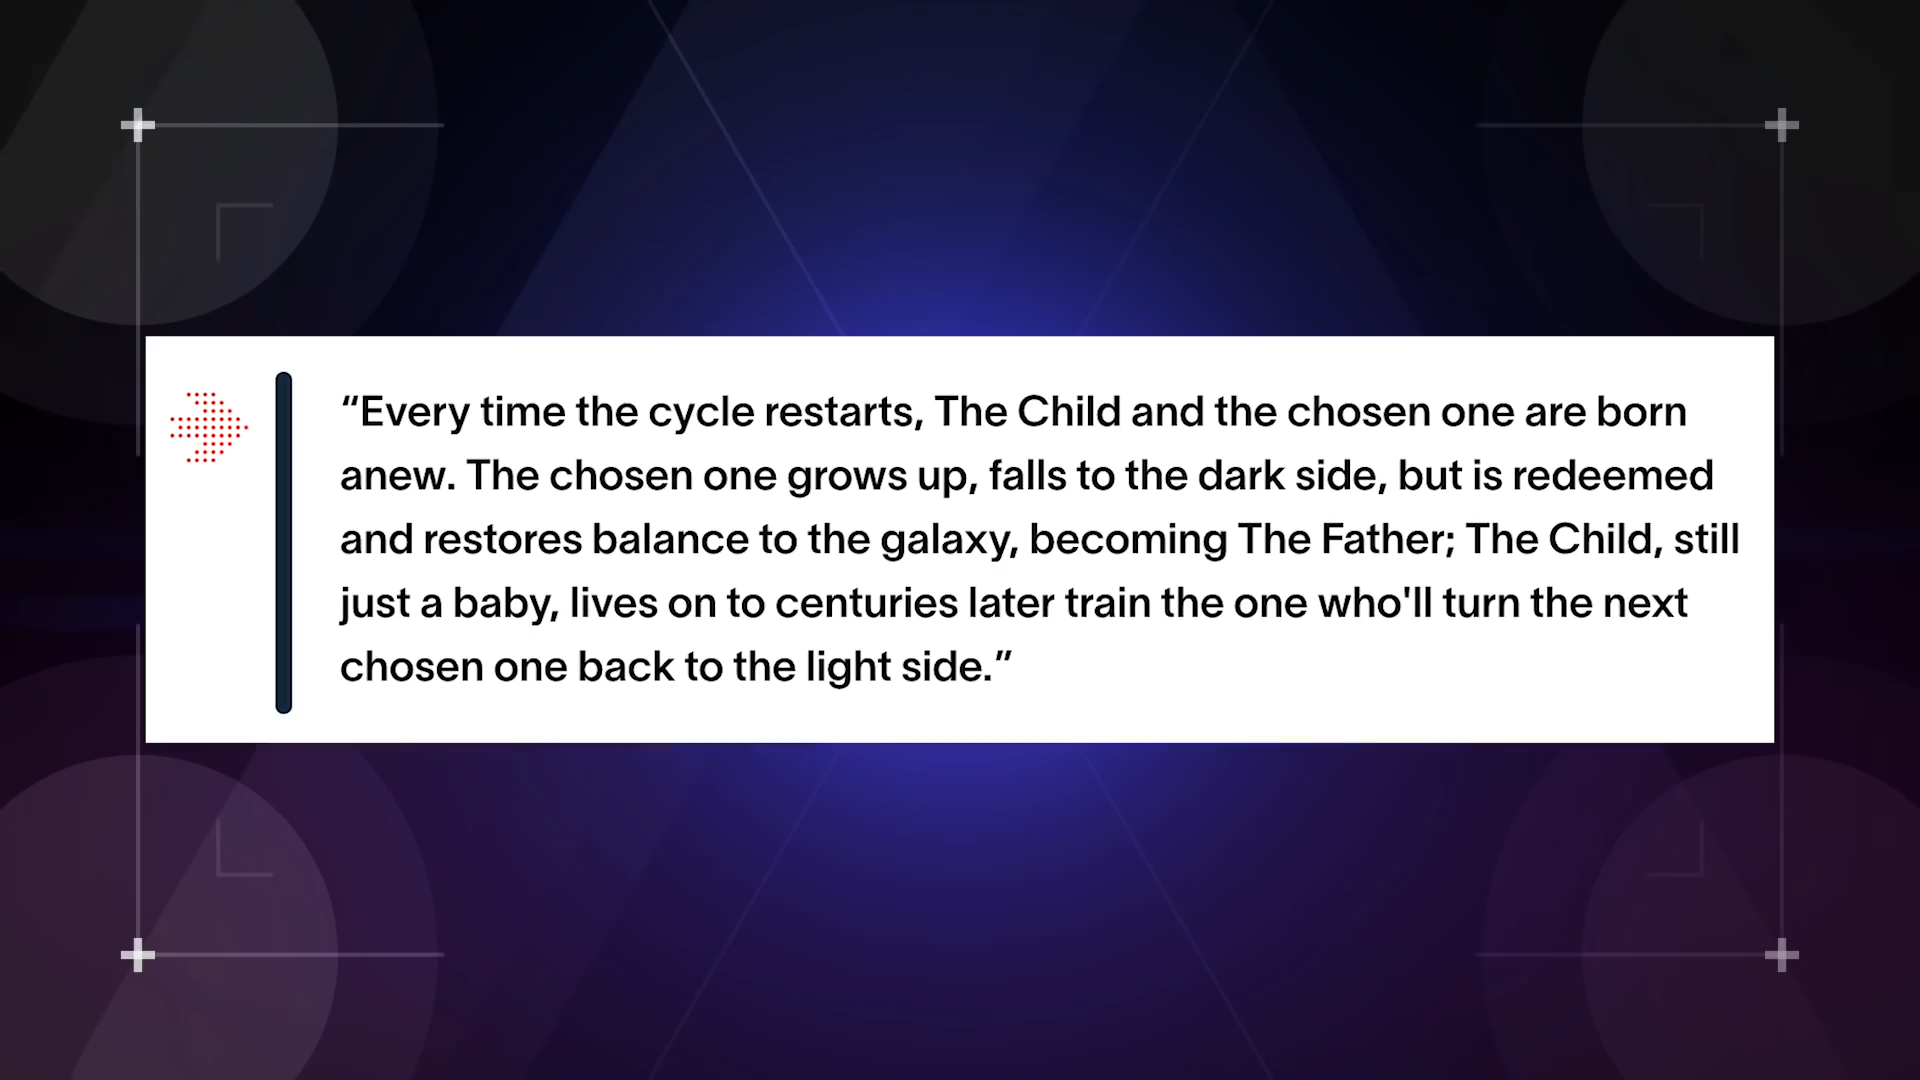 “Every time the cycle restarts, The Child and the chosen one are born
anew. The chosen one grows up, falls to the dark side, but is redeemed
and restores balance to the galaxy, becoming The Father; The Child, still
just a baby, lives on to centuries later train the one who'll turn the next
chosen one back to the light side.”